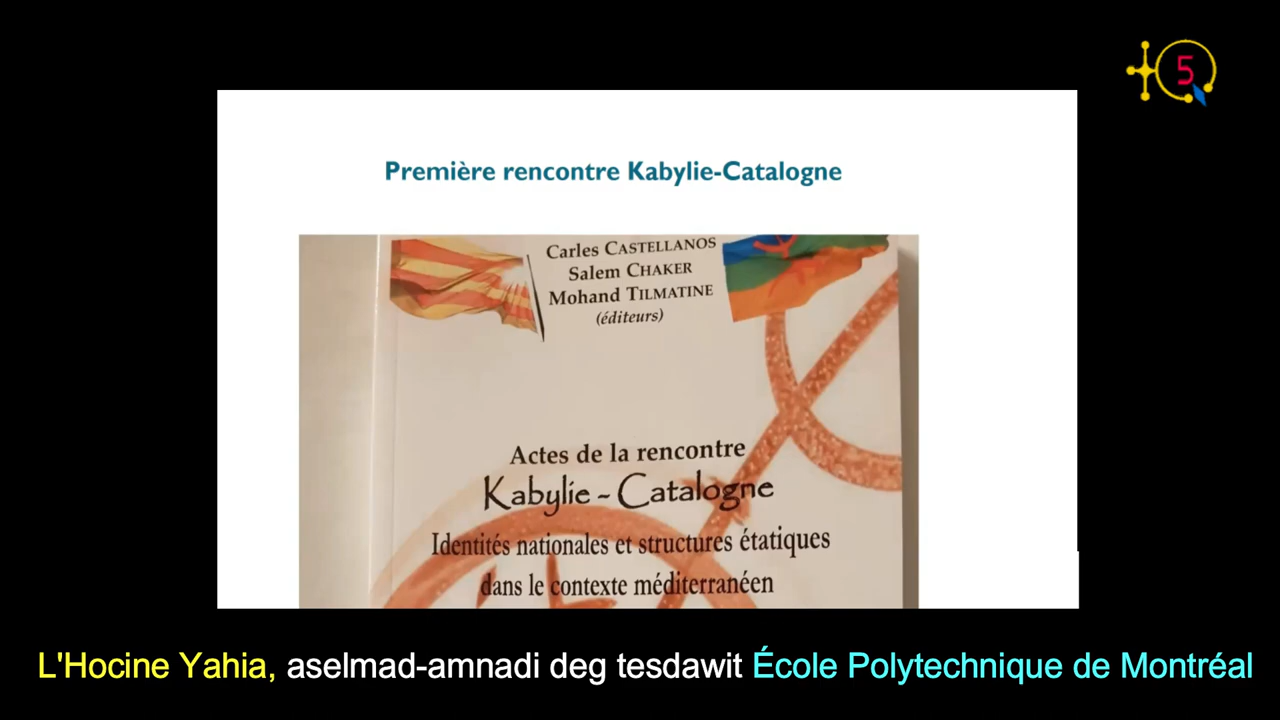 5
Première rencontre Kabylie-Catalogne
Carles CASTELLANOS
Salem CHAKER
Mohand TILMATINE
(éditeurs)
Actes de la rencontre
Kabylie - Catalogne
Identités nationales et structures étatiques
dans le contexte méditerranéen
L'Hocine Yahia, aselmad-amnadi deg tesdawit École Polytechnique de Montréal